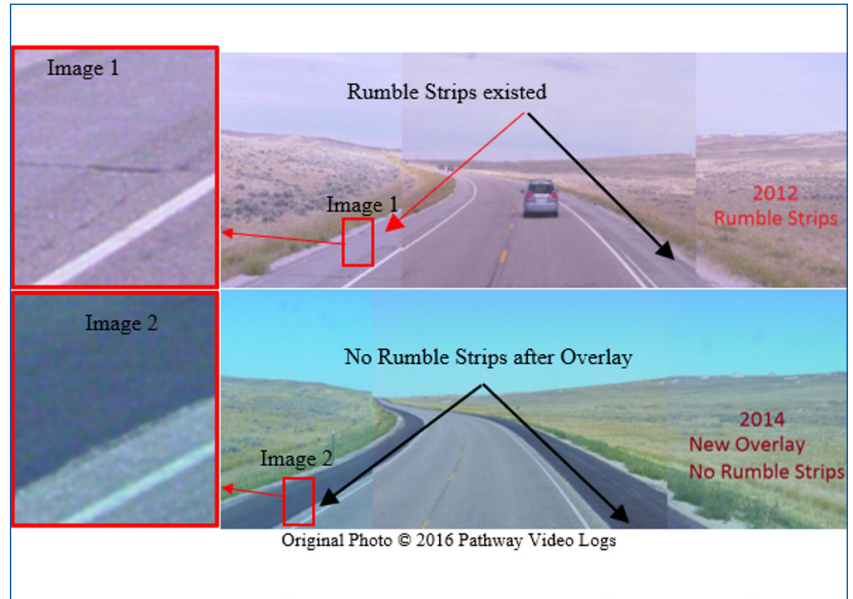 Image 1
Rumble Strips existed
Image 1
2012
Rumble Strips
Image 2
No Rumble Strips after Overlay
Image 2
2014
New Overlay
No Rumble Strips
Original Photo © 2016 Pathway Video Logs